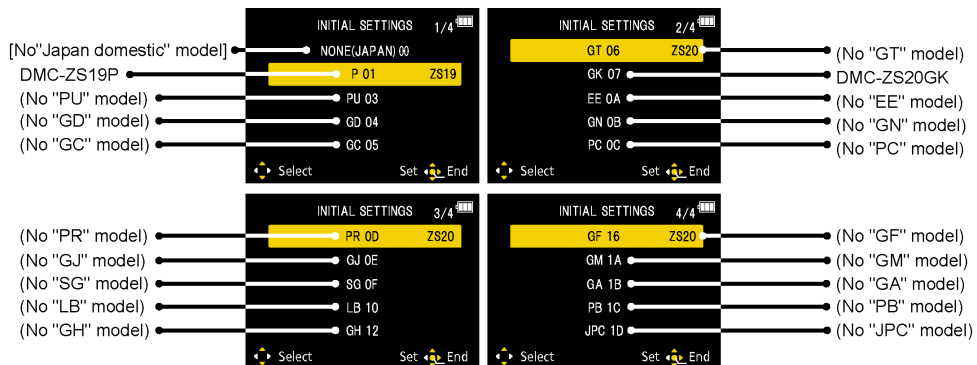 INITIAL SETTINGS 1/4
[No"Japan domestic" model] NONE(JAPAN) 00
DMC-ZS19P P 01 ZS19
(No "PU" model) PU 03
(No "GD" model) GD 04
(No "GC" model) GC 05
Select Set End
INITIAL SETTINGS 2/4
GT 06 ZS20 (No "GT" model)
GK 07 DMC-ZS20GK
EE 0A (No "EE" model)
GN 0B (No "GN" model)
PC 0C (No "PC" model)
Select Set End
INITIAL SETTINGS 3/4
(No "PR" model) PR 0D ZS20
(No "GJ" model) GJ 0E
(No "SG" model) SG 0F
(No "LB" model) LB 10
(No "GH" model) GH 12
Select Set End
INITIAL SETTINGS 4/4
GF 16 ZS20 (No "GF" model)
GM 1A (No "GM" model)
GA 1B (No "GA" model)
PB 1C (No "PB" model)
JPC 1D (No "JPC" model)
Select Set End